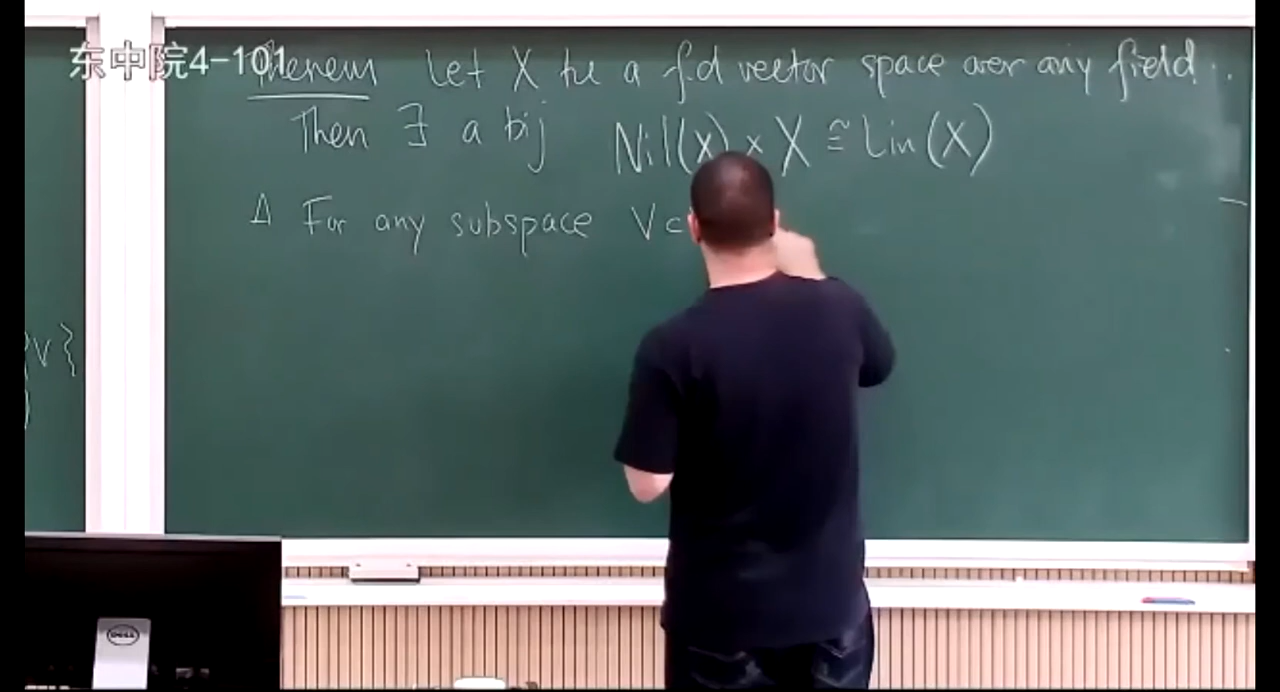 东中院4-101
Theorem Let X be a f.d vector space over any field.
Then ∃ a bij Nil(X) × X ≅ Lin(X)
Δ For any subspace V ⊂
V}
)
DELL